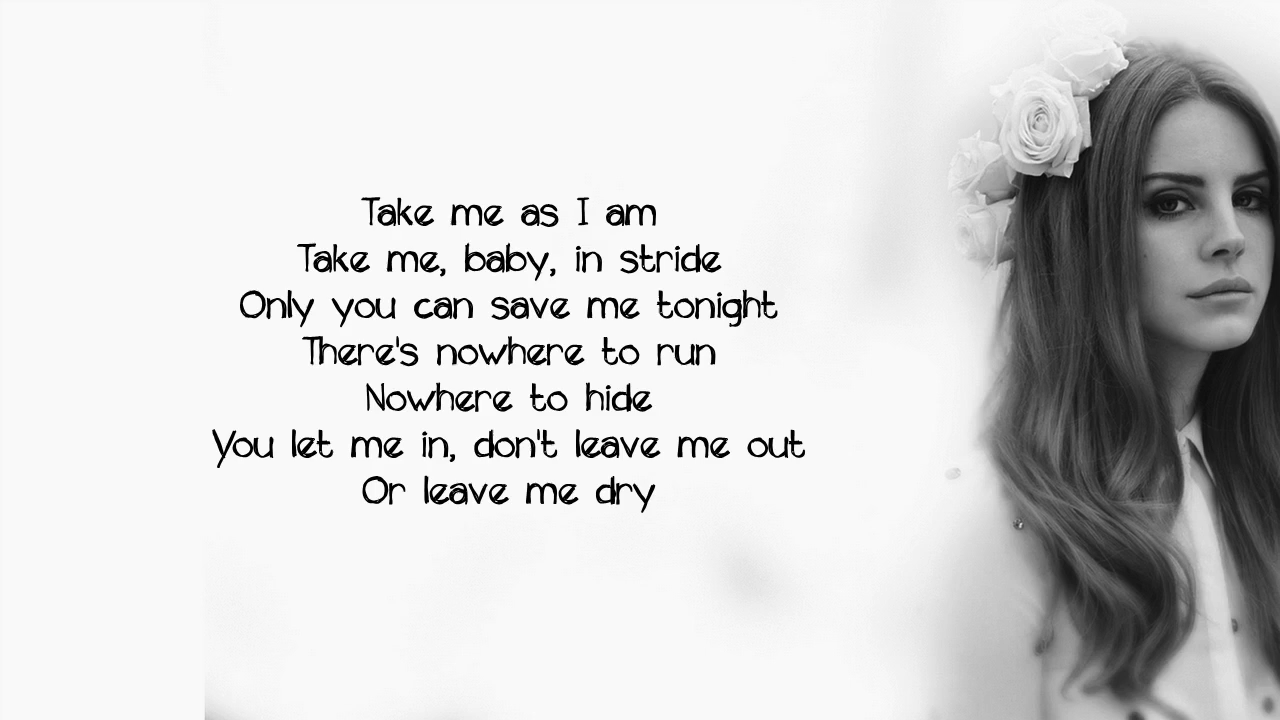 Take me as I am
Take me, baby, in stride
Only you can save me tonight
There's nowhere to run
Nowhere to hide
You let me in, don't leave me out
Or leave me dry